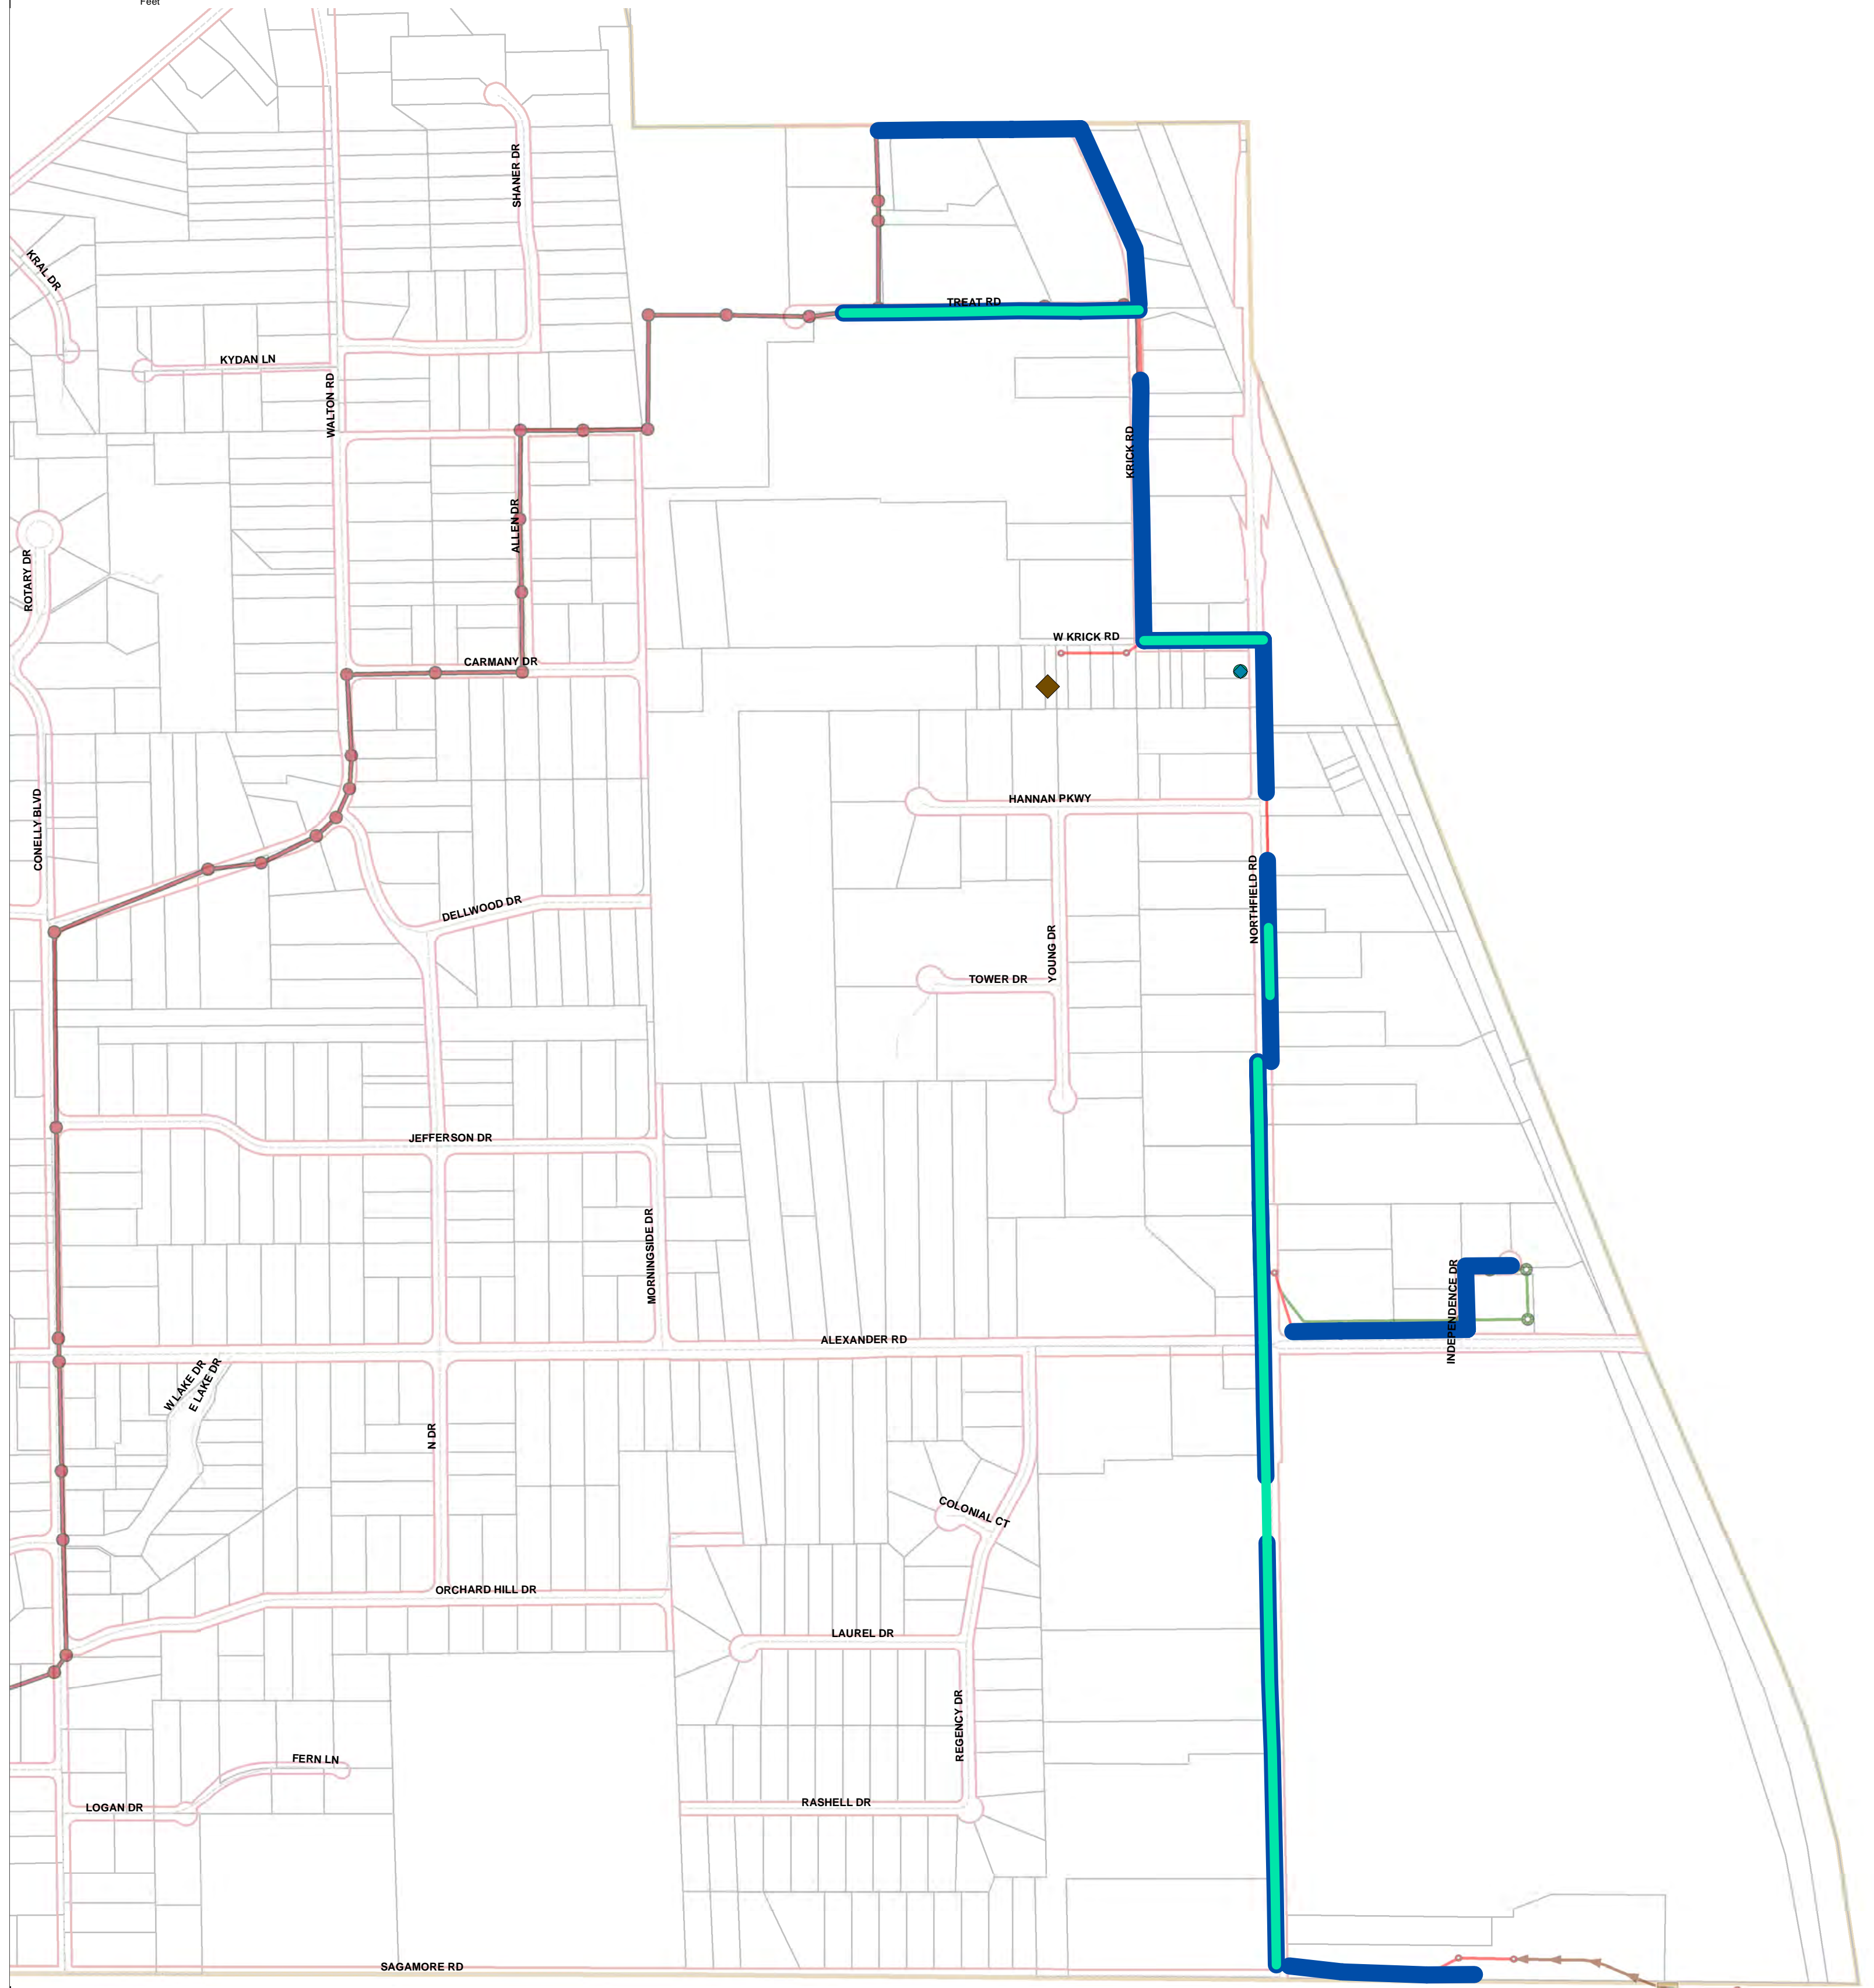 Feet
SHANER DR
KRAL DR
TREAT RD
KYDAN LN
WALTON RD
KRICK RD
ALLEN DR
ROTARY DR
W KRICK RD
CARMANY DR
HANNAN PKWY
CONELLY BLVD
NORTHFIELD RD
DELLWOOD DR
YOUNG DR
TOWER DR
JEFFERSON DR
MORNINGSIDE DR
INDEPENDENCE DR
ALEXANDER RD
W LAKE DR
E LAKE DR
N DR
COLONIAL CT
ORCHARD HILL DR
LAUREL DR
REGENCY DR
FERN LN
RASHELL DR
LOGAN DR
SAGAMORE RD